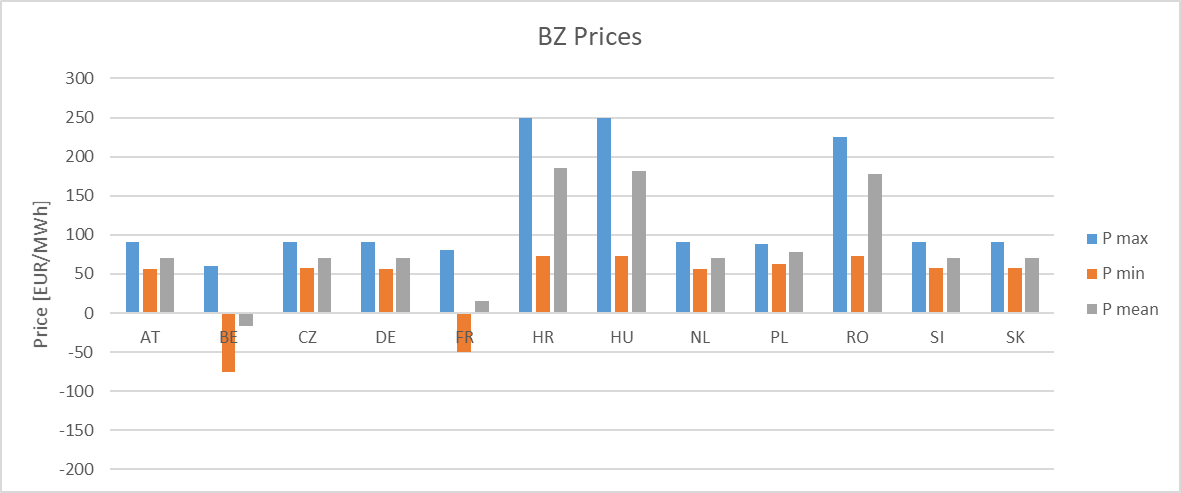 BZ Prices
Price [EUR/MWh]
300
250
200
150
100
50
0
-50
-100
-150
-200
AT BE CZ DE FR HR HU NL PL RO SI SK
P max
P min
P mean